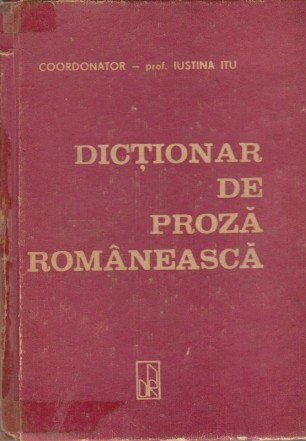 COORDONATOR – prof. IUSTINA ITU
DICȚIONAR
DE
PROZĂ
ROMÂNEASCĂ